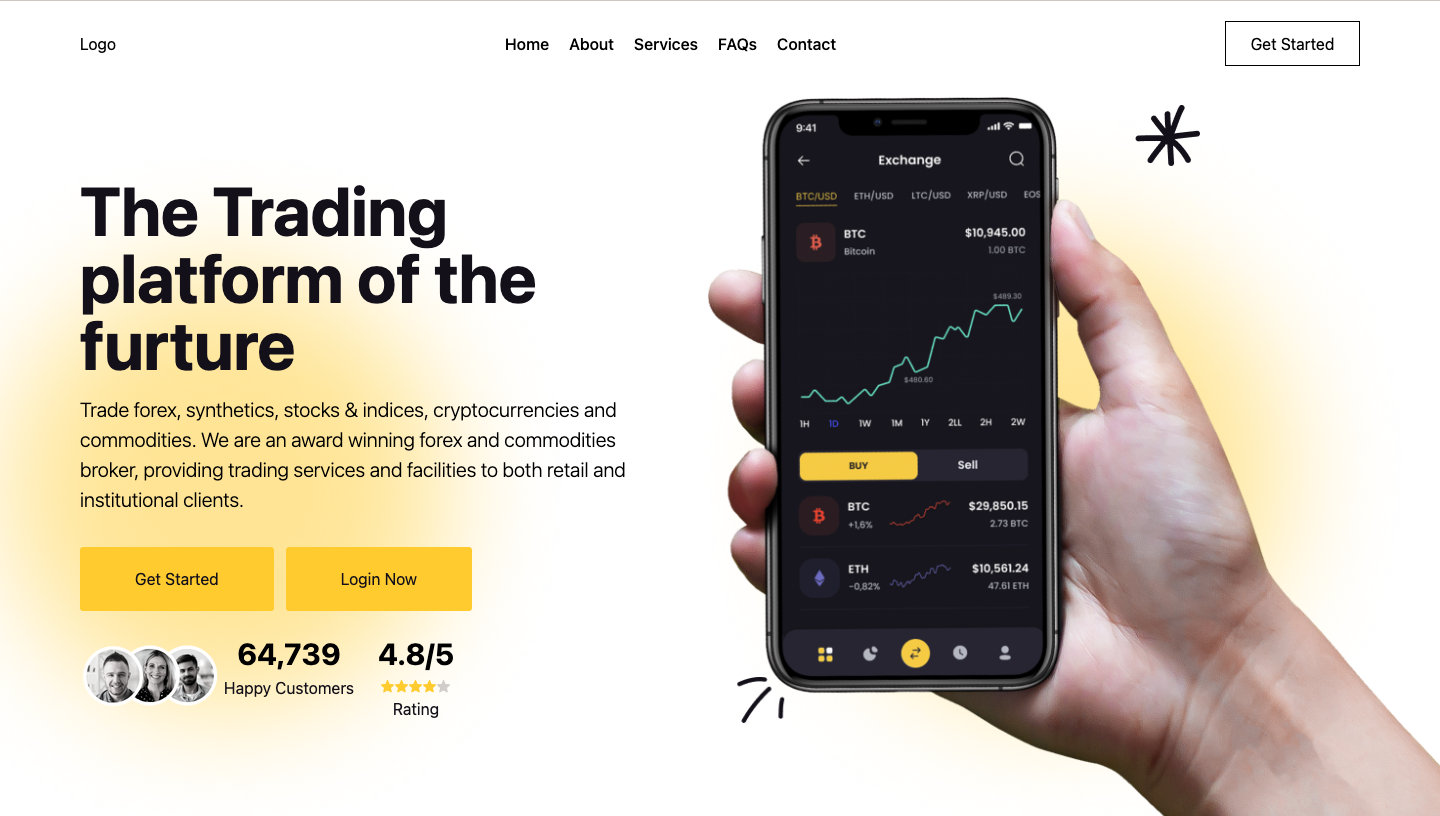 Logo
Home About Services FAQs Contact
Get Started
The Trading
platform of the
furture
Trade forex, synthetics, stocks & indices, cryptocurrencies and
commodities. We are an award winning forex and commodities
broker, providing trading services and facilities to both retail and
institutional clients.
Get Started
Login Now
64,739
Happy Customers
4.8/5
Rating
9:41
Exchange
BTC/USD ETH/USD LTC/USD XRP/USD EOS
BTC $10,945.00
Bitcoin 1.00 BTC
$489.30
$460.60
1H 1D 1W 1M 1Y 2LL 2H 2W
BUY Sell
BTC $29,850.15
+1,6% 2.73 BTC
ETH $10,561.24
-0,82% 47.61 ETH